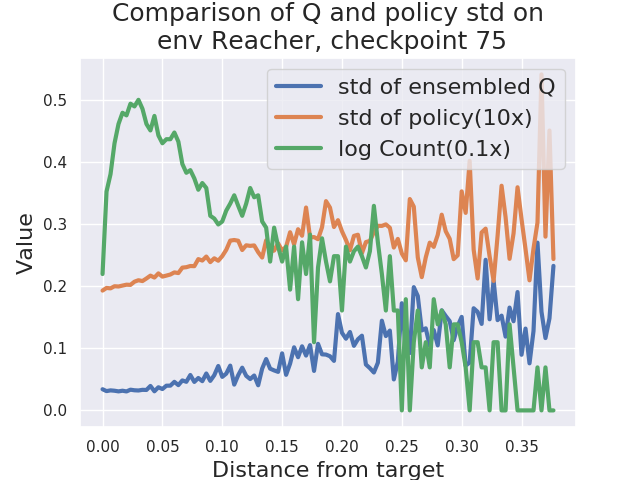 Comparison of Q and policy std on
env Reacher, checkpoint 75
std of ensembled Q
std of policy(10x)
log Count(0.1x)
Value
0.5
0.4
0.3
0.2
0.1
0.0
0.00 0.05 0.10 0.15 0.20 0.25 0.30 0.35
Distance from target